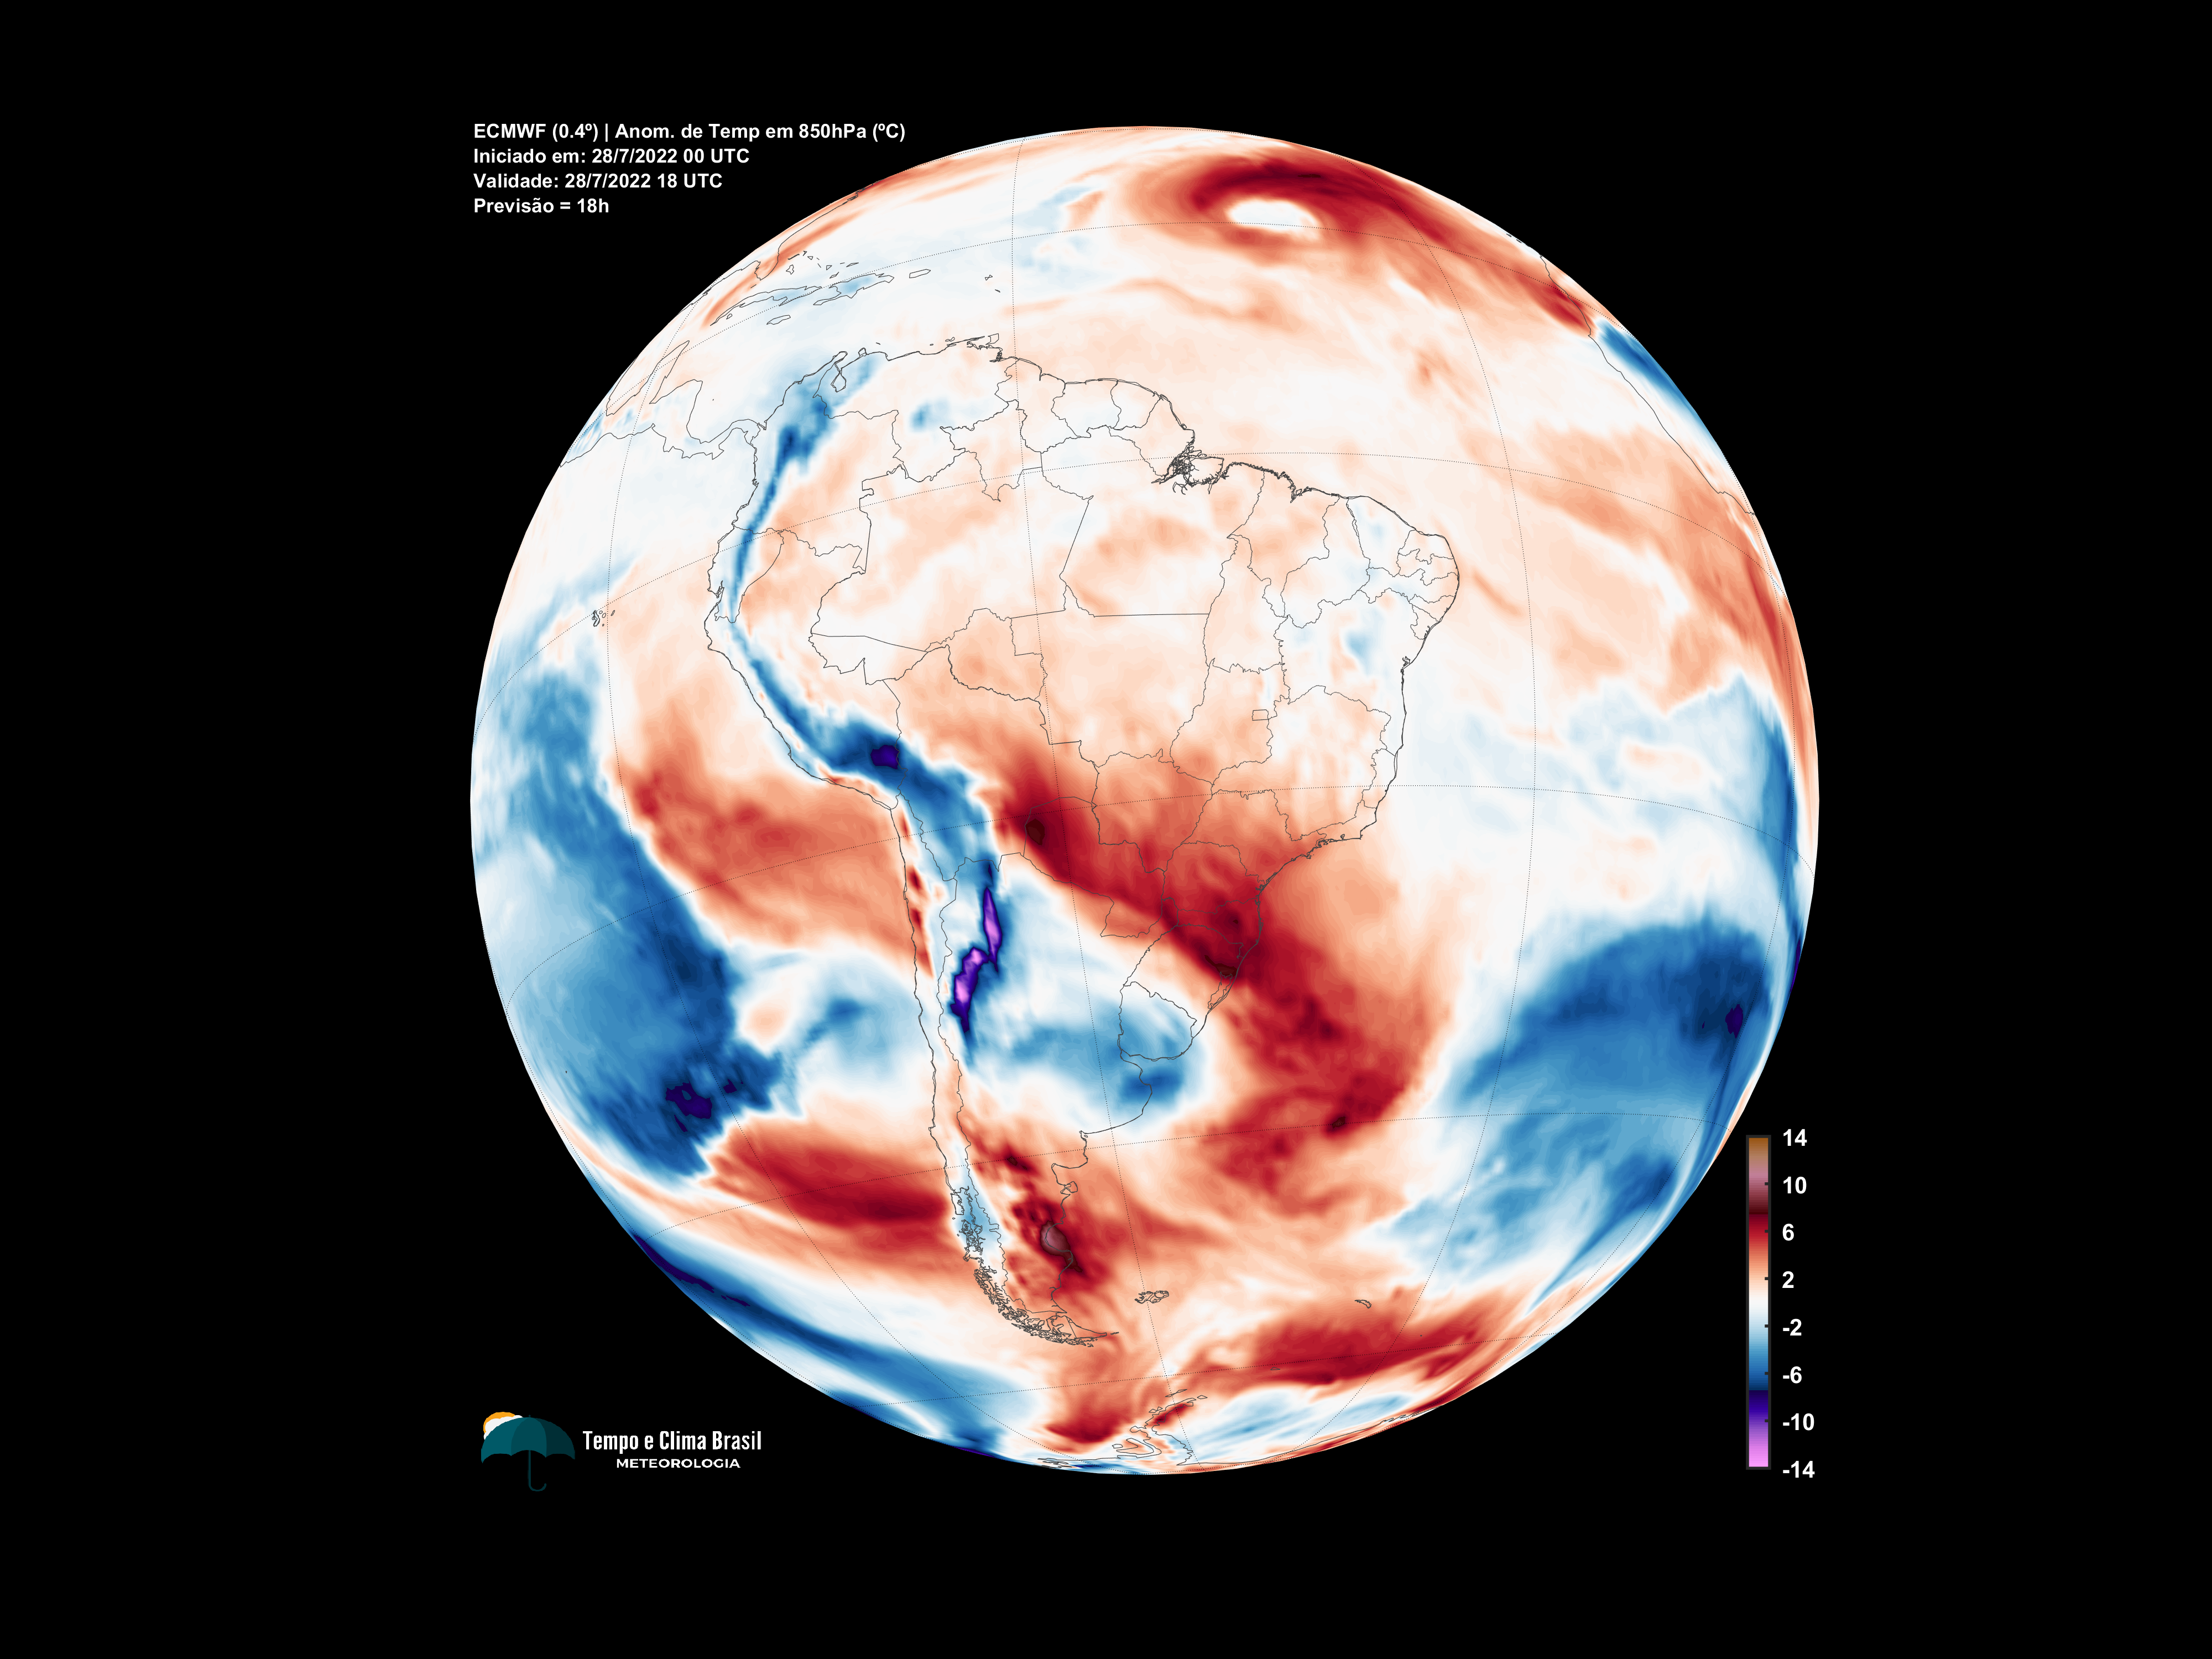 ECMWF (0.4º) | Anom. de Temp em 850hPa (ºC)
Iniciado em: 28/7/2022 00 UTC
Validade: 28/7/2022 18 UTC
Previsão = 18h
14
10
6
2
-2
-6
-10
-14
Tempo e Clima Brasil
METEOROLOGIA